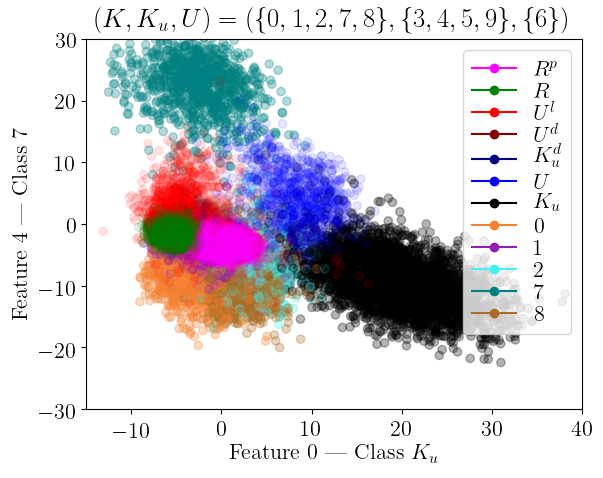 (K, K_u, U) = ({0, 1, 2, 7, 8}, {3, 4, 5, 9}, {6})
30
20
10
0
−10
−20
−30
Feature 4 — Class 7
−10
0
10
20
30
40
Feature 0 — Class K_u
R^p
R
U^l
U^d
K_u^d
U
K_u
0
1
2
7
8